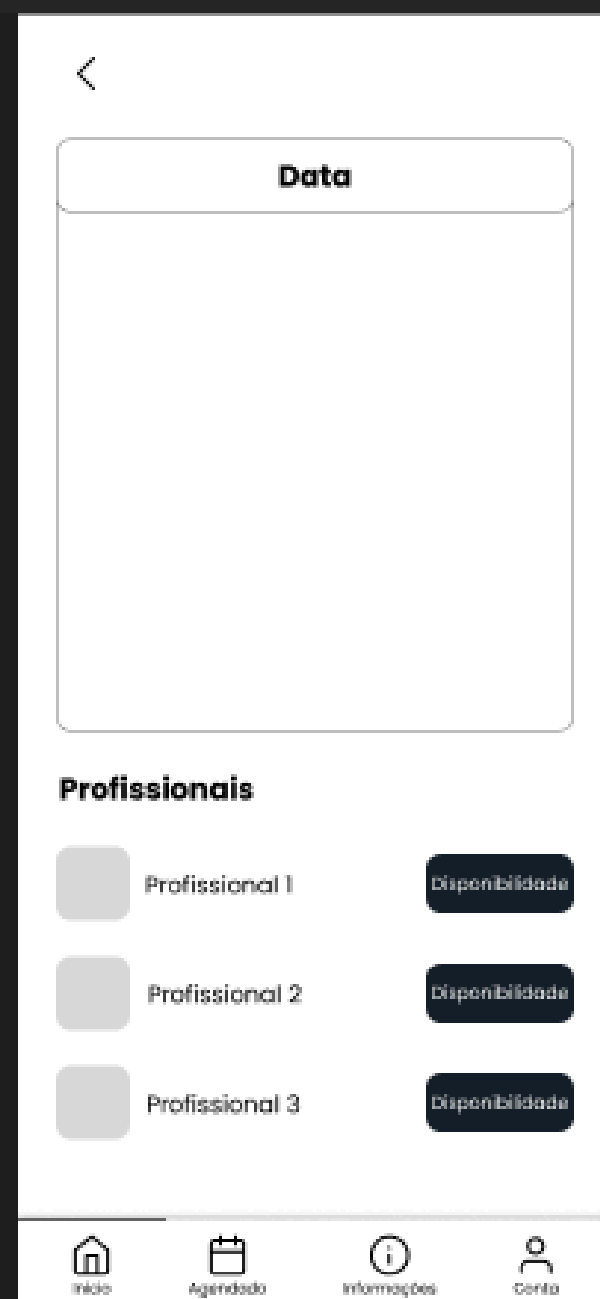 Data
Profissionais
Profissional 1
Disponibilidade
Profissional 2
Disponibilidade
Profissional 3
Disponibilidade
Início
Agendado
Informações
Conta